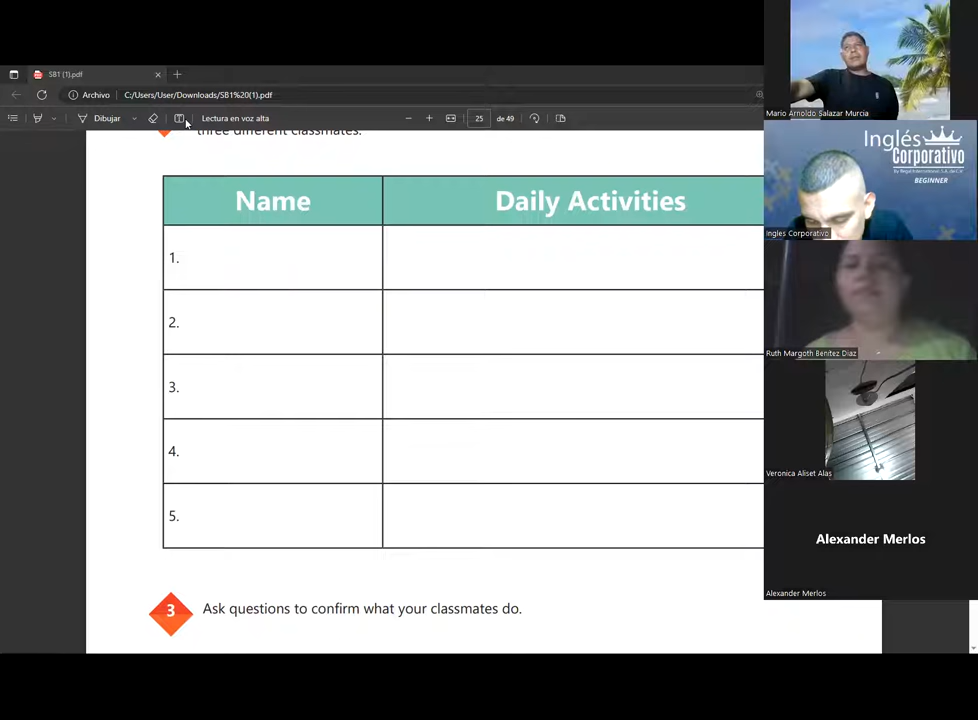 SB1 (1).pdf
Archivo C:/Users/User/Downloads/SB1%20(1).pdf
Dibujar Lectura en voz alta 25 de 49
three different classmates.
Name Daily Activities
1.
2.
3.
4.
5.
3 Ask questions to confirm what your classmates do.
Mario Arnoldo Salazar Murcia
Inglés
Corporativo
BEGINNER
Ingles Corporativo
Ruth Margoth Benitez Diaz
Veronica Aliset Alas
Alexander Merlos
Alexander Merlos